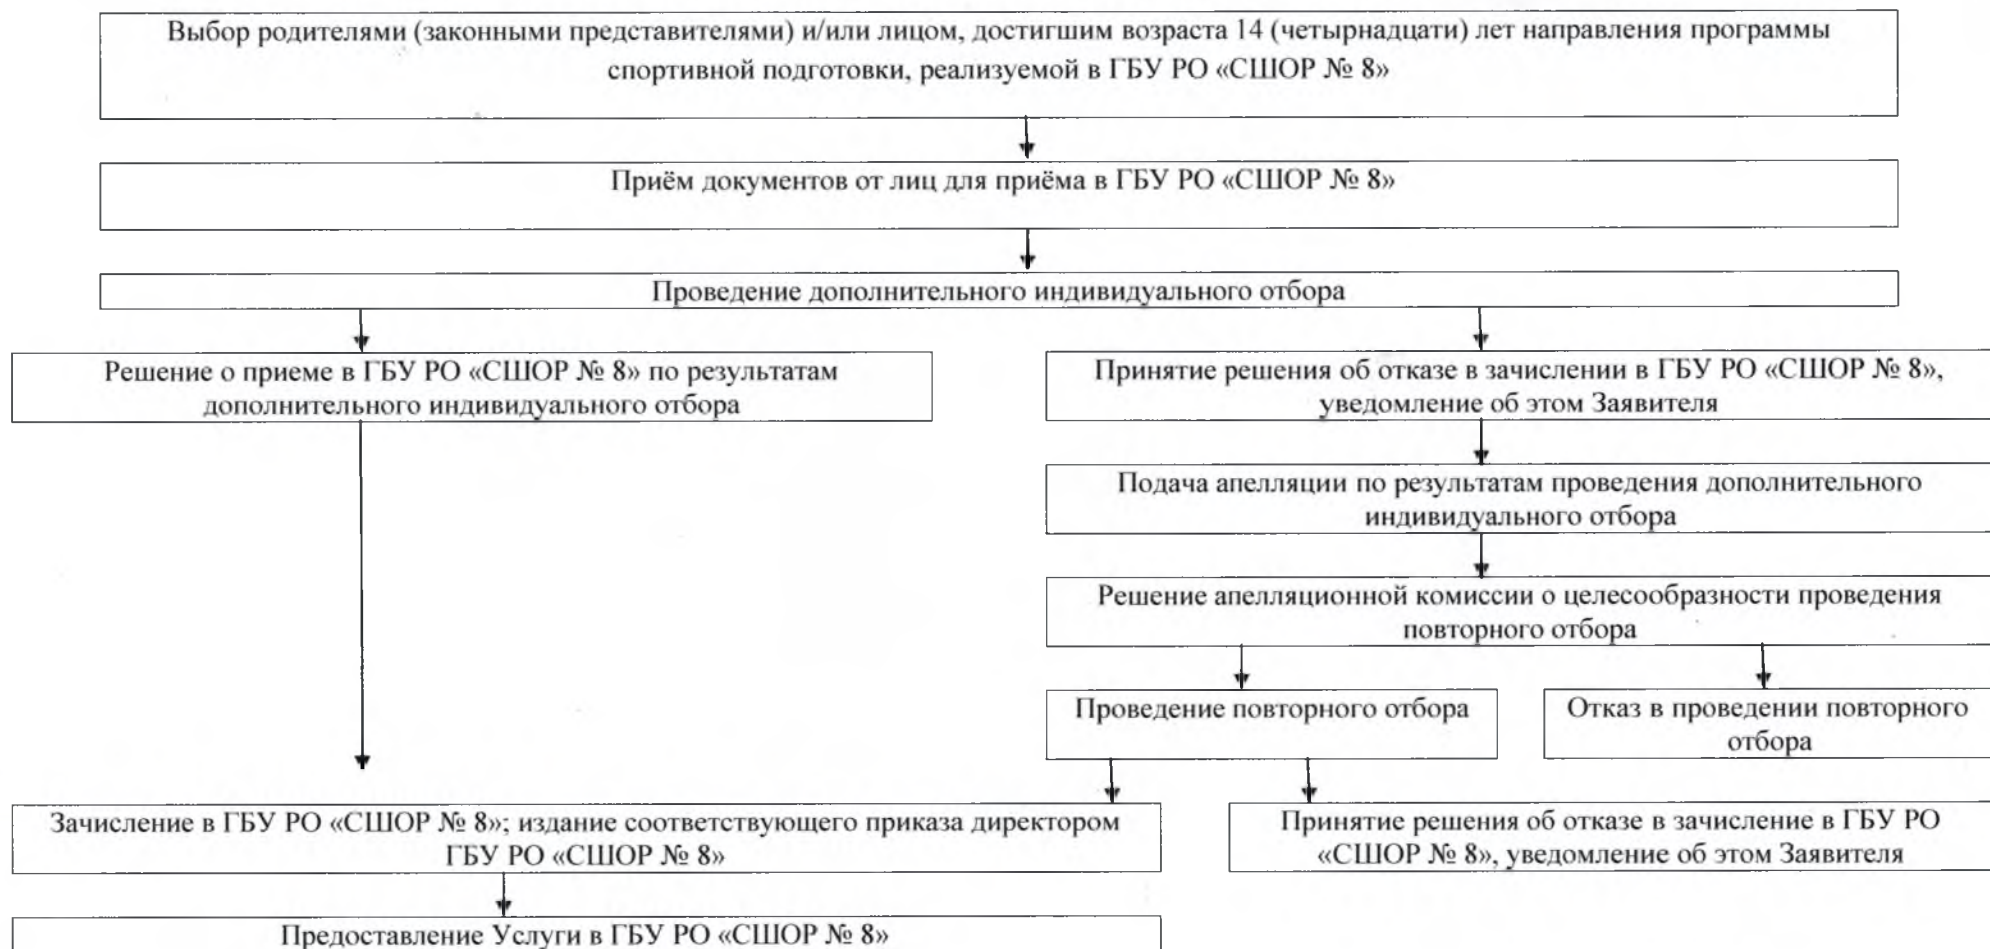 Выбор родителями (законными представителями) и/или лицом, достигшим возраста 14 (четырнадцати) лет направления программы
спортивной подготовки, реализуемой в ГБУ РО «СШОР № 8»
Приём документов от лиц для приёма в ГБУ РО «СШОР № 8»
Проведение дополнительного индивидуального отбора
Решение о приеме в ГБУ РО «СШОР № 8» по результатам
дополнительного индивидуального отбора
Принятие решения об отказе в зачислении в ГБУ РО «СШОР № 8»,
уведомление об этом Заявителя
Подача апелляции по результатам проведения дополнительного
индивидуального отбора
Решение апелляционной комиссии о целесообразности проведения
повторного отбора
Проведение повторного отбора
Отказ в проведении повторного
отбора
Зачисление в ГБУ РО «СШОР № 8»; издание соответствующего приказа директором
ГБУ РО «СШОР № 8»
Принятие решения об отказе в зачисление в ГБУ РО
«СШОР № 8», уведомление об этом Заявителя
Предоставление Услуги в ГБУ РО «СШОР № 8»